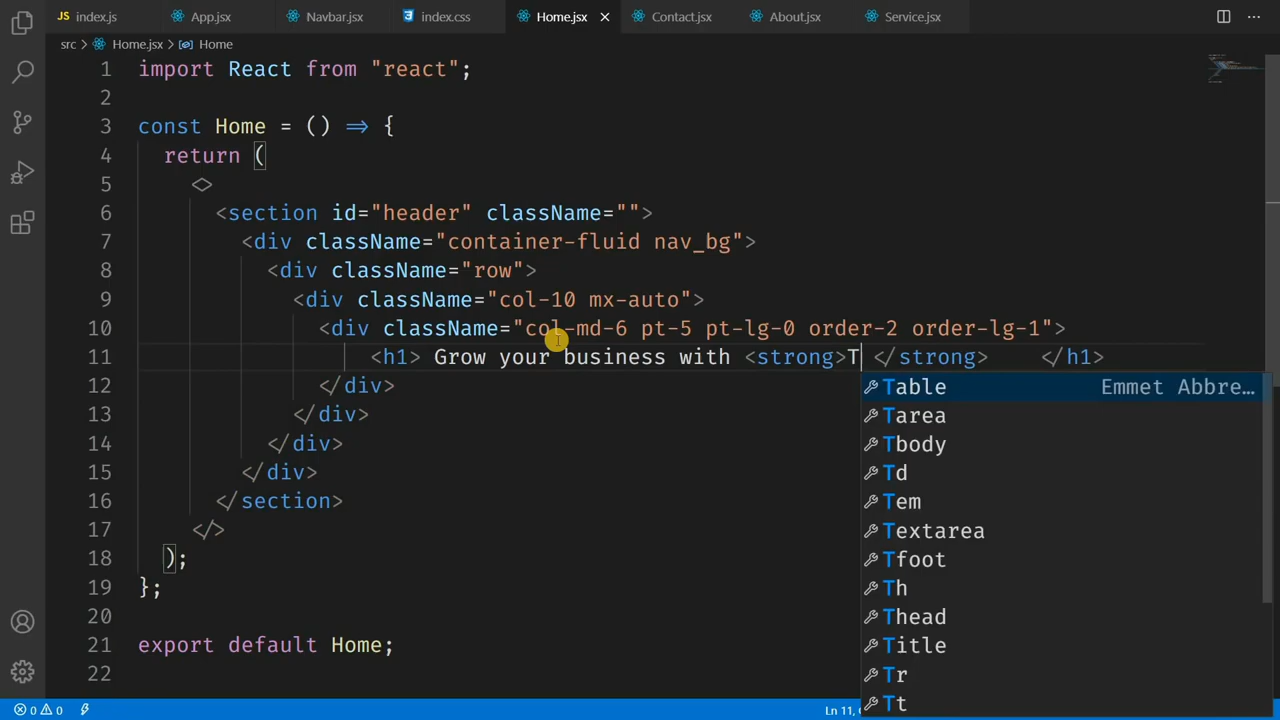 index.js App.jsx Navbar.jsx index.css Home.jsx Contact.jsx About.jsx Service.jsx
src > Home.jsx > Home
1 import React from "react";
2
3 const Home = () => {
4 return (
5 <>
6 <section id="header" className="">
7 <div className="container-fluid nav_bg">
8 <div className="row">
9 <div className="col-10 mx-auto">
10 <div className="col-md-6 pt-5 pt-lg-0 order-2 order-lg-1">
11 <h1> Grow your business with <strong>T </strong> </h1>
12 </div>
Table Emmet Abbre…
Tarea
13 </div>
Tbody
14 </div>
Td
15 </div>
Tem
16 </section>
Textarea
17 </>
Tfoot
18 );
Th
19 };
Thead
20
21 export default Home;
Title
22
Tr
Tt
0 0 Ln 11,